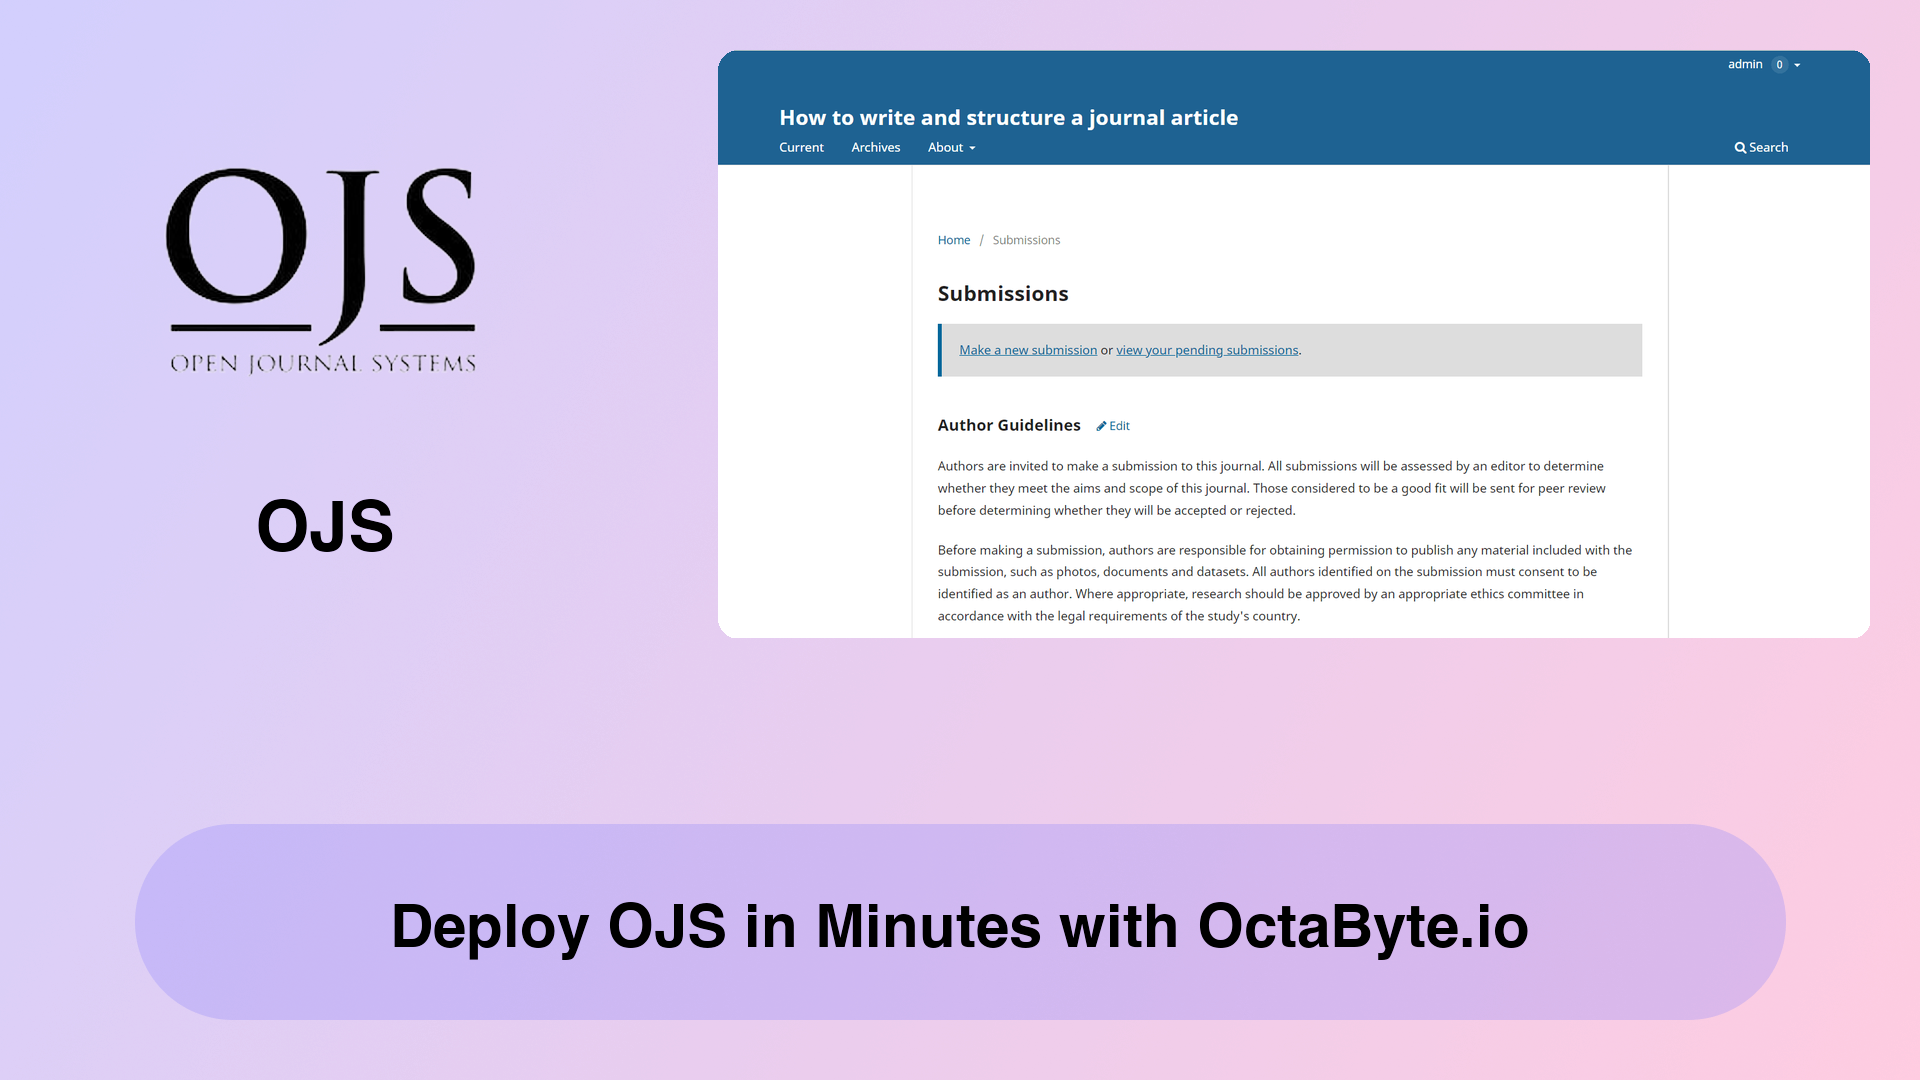 OJS
OPEN JOURNAL SYSTEMS
OJS
admin 0
How to write and structure a journal article
Current Archives About Search
Home / Submissions
Submissions
Make a new submission or view your pending submissions.
Author Guidelines Edit
Authors are invited to make a submission to this journal. All submissions will be assessed by an editor to determine
whether they meet the aims and scope of this journal. Those considered to be a good fit will be sent for peer review
before determining whether they will be accepted or rejected.
Before making a submission, authors are responsible for obtaining permission to publish any material included with the
submission, such as photos, documents and datasets. All authors identified on the submission must consent to be
identified as an author. Where appropriate, research should be approved by an appropriate ethics committee in
accordance with the legal requirements of the study's country.
Deploy OJS in Minutes with OctaByte.io